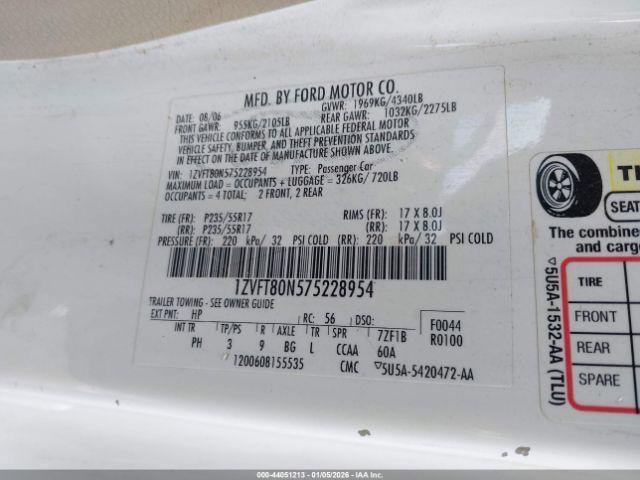 MFD. BY FORD MOTOR CO.
DATE: 08/06 GVWR: 1969KG/4340LB
FRONT GAWR: 955KG/2105LB REAR GAWR: 1032KG/2275LB
THIS VEHICLE CONFORMS TO ALL APPLICABLE FEDERAL MOTOR
VEHICLE SAFETY, BUMPER, AND THEFT PREVENTION STANDARDS
IN EFFECT ON THE DATE OF MANUFACTURE SHOWN ABOVE.
VIN: 1ZVFT80N575228954 TYPE: Passenger Car
MAXIMUM LOAD = OCCUPANTS + LUGGAGE = 326KG/720LB
OCCUPANTS = 4 TOTAL; 2 FRONT, 2 REAR
TIRE (FR): P235/55R17 RIMS (FR): 17 X 8.0J
(RR): P235/55R17 (RR): 17 X 8.0J
PRESSURE (FR): 220 kPa/ 32 PSI COLD (RR): 220 kPa/ 32 PSI COLD
1ZVFT80N575228954
TRAILER TOWING - SEE OWNER GUIDE
EXT PNT: HP RC: 56 DSO: F0044
INT TR TP/PS R AXLE TR SPR 7ZF1B R0100
PH 3 9 BG L CCAA 60A
1200608155535 CMC ▽5U5A-5420472-AA
SEAT
The combine
and carg
TIRE
FRONT
REAR
SPARE
▽5U5A-1532-AA (TLU)
000-44051213 - 01/05/2026 - IAAI.COM